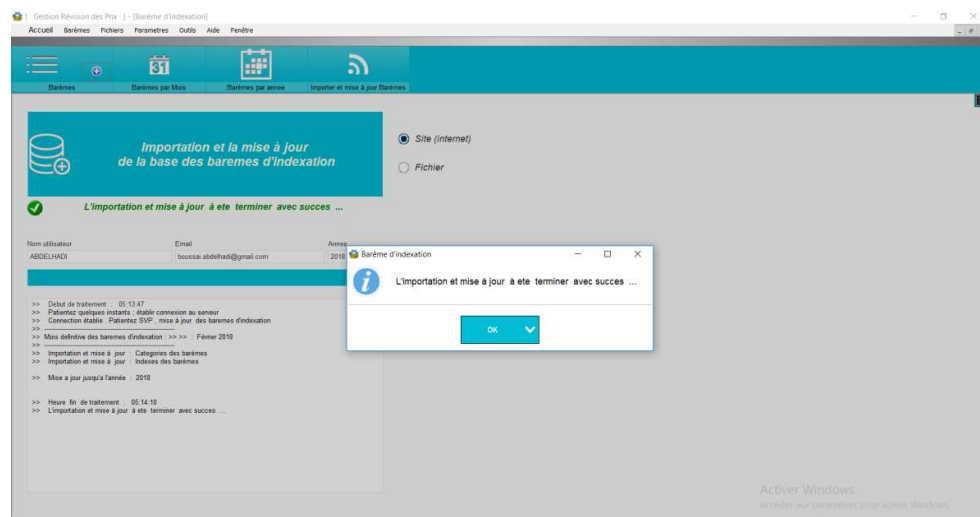 ( Gestion Révision des Prix ) - [Barème d'indexation]
Accueil Barèmes Fichiers Parametres Outils Aide Fenêtre
31
Barèmes Barèmes par Mois Barèmes par annee Importer et mise à jour Barèmes
Importation et la mise à jour
de la base des baremes d'indexation
Site (internet)
Fichier
L'importation et mise à jour à ete terminer avec succes ...
Nom utilisateur Email Annee
ABDELHADI boussai.abdelhadi@gmail.com 2018
Barème d'indexation
L'importation et mise à jour à ete terminer avec succes ...
OK
>> Debut de traitement : 05:13:47
>> Patientez quelques instants ; établir connexion au serveur
>> Connection établie . Patientez SVP , mise à jour des baremes d'indexation
>> ----------------------------------------
>> Mois definitive des baremes d'indexation : >> >> : Février 2018
>> ----------------------------------------
>> Importation et mise à jour : Categories des barèmes
>> Importation et mise à jour : Indexes des barèmes
>> Mise a jour jusqu'a l'année : 2018
>> Heure fin de traitement : 05:14:18
>> L'importation et mise à jour à ete terminer avec succes ....
Activer Windows
Accédez aux paramètres pour activer Windows.